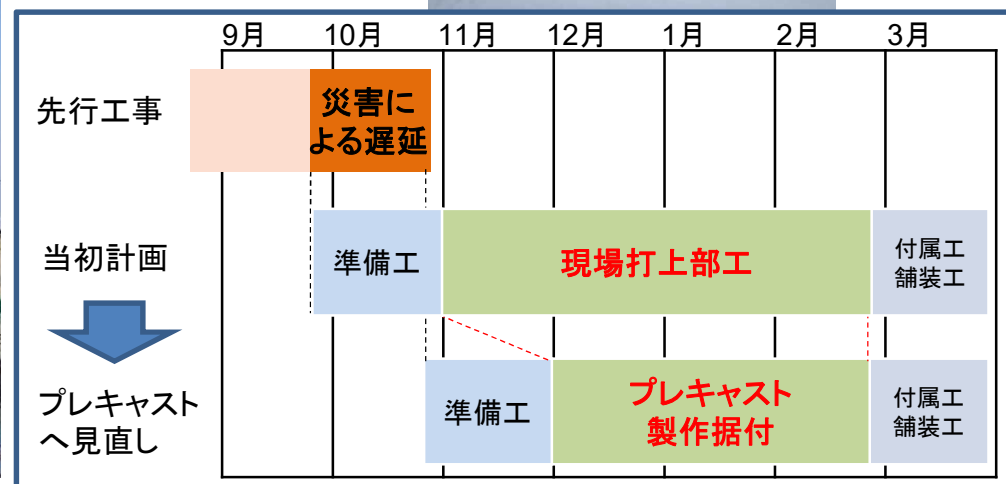 9月 10月 11月 12月 1月 2月 3月
先行工事
災害に
よる遅延
当初計画
準備工
現場打上部工
付属工
舗装工
プレキャスト
へ見直し
準備工
プレキャスト
製作据付
付属工
舗装工